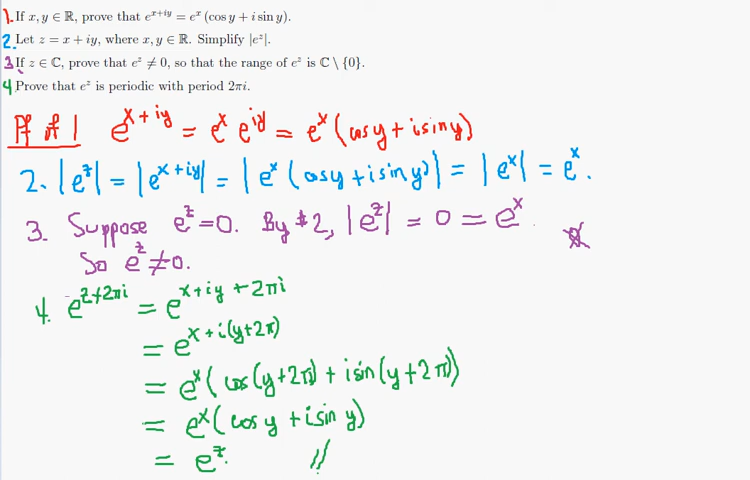 1. If x, y ∈ ℝ, prove that e^{x+iy} = e^x (cos y + i sin y).
2. Let z = x + iy, where x, y ∈ ℝ. Simplify |e^z|.
3 If z ∈ ℂ, prove that e^z ≠ 0, so that the range of e^z is ℂ \ {0}.
4 Prove that e^z is periodic with period 2πi.
Pf of 1 e^{x+iy} = e^x e^{iy} = e^x (cos y + i sin y)
2. |e^z| = |e^{x+iy}| = |e^x (cos y + i sin y)| = |e^x| = e^x.
3. Suppose e^z = 0. By #2, |e^z| = 0 = e^x.
So e^z ≠ 0.
4. e^{z+2πi} = e^{x+iy+2πi}
= e^{x+i(y+2π)}
= e^x (cos(y+2π) + i sin(y+2π))
= e^x (cos y + i sin y)
= e^z. //